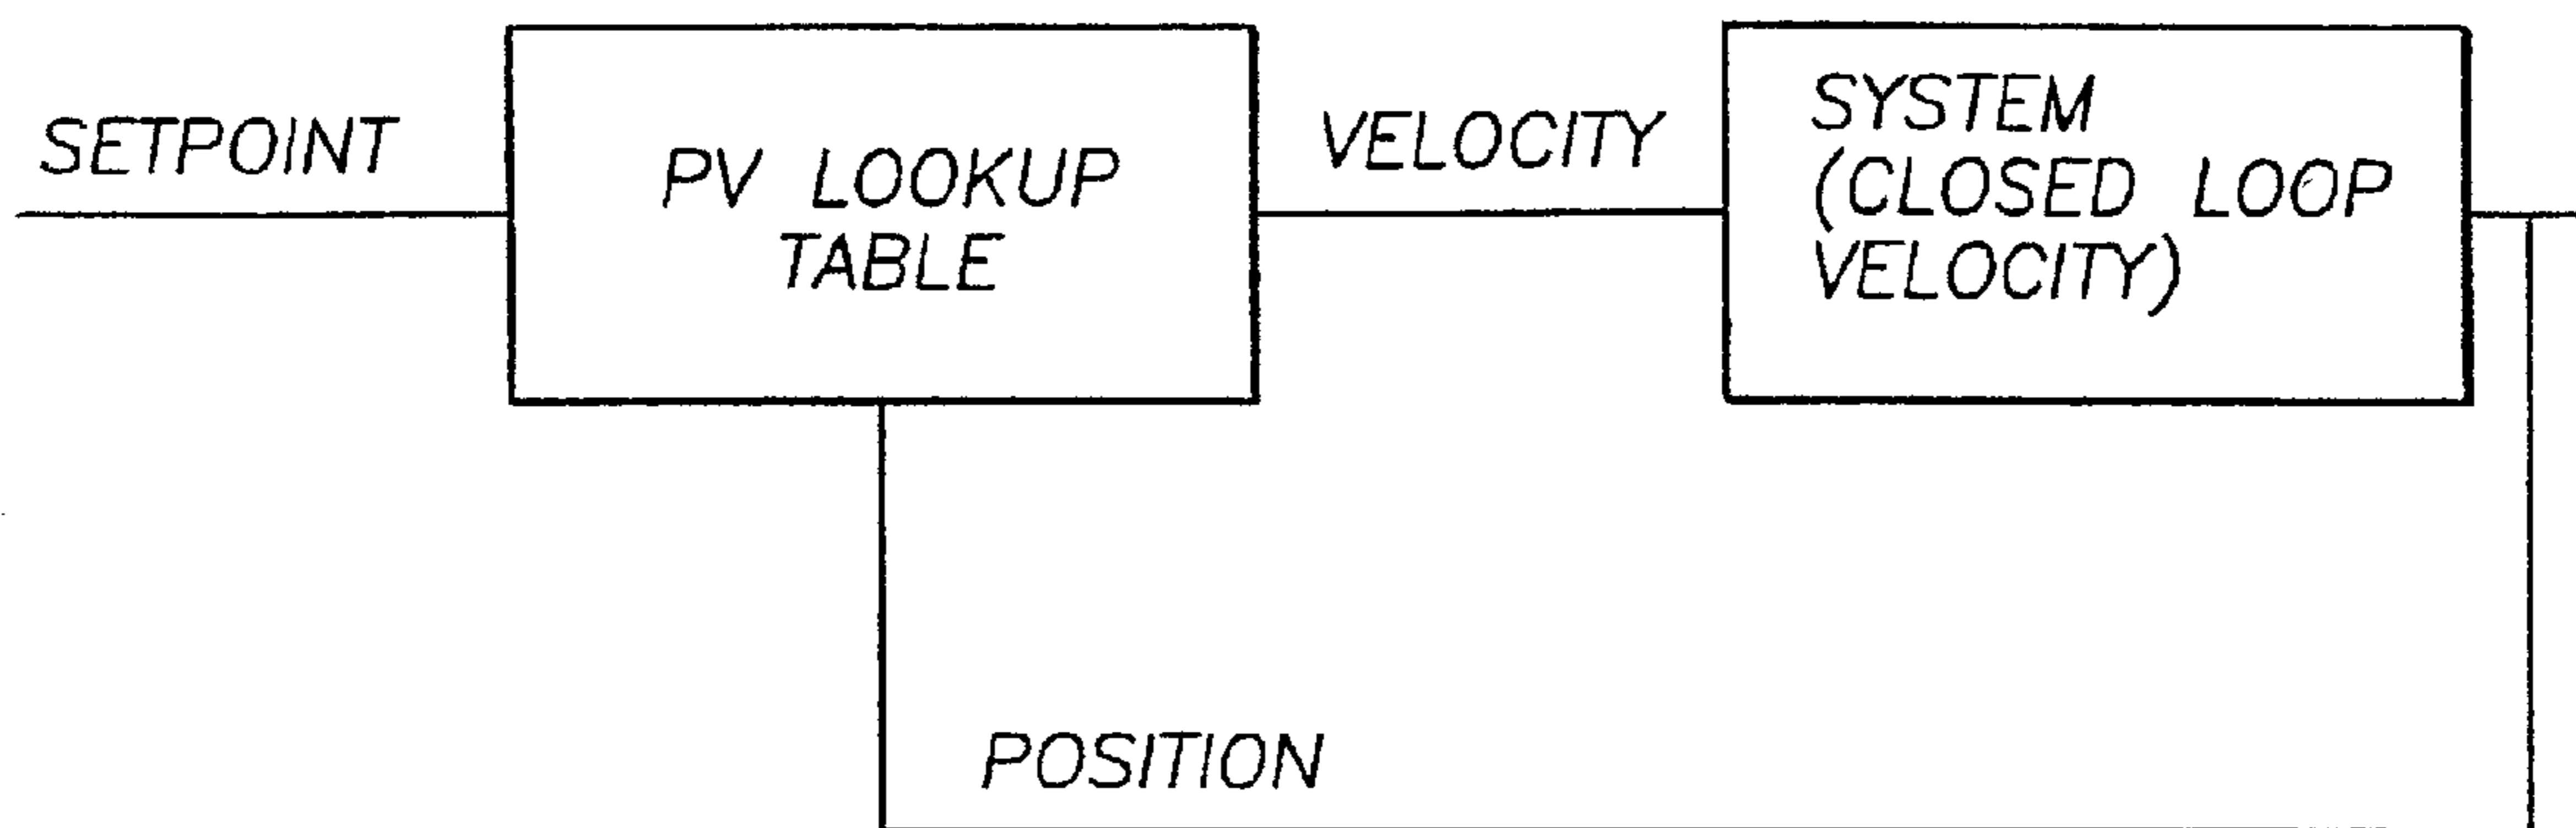 SETPOINT
PV LOOKUP
TABLE
VELOCITY
SYSTEM
(CLOSED LOOP
VELOCITY)
POSITION